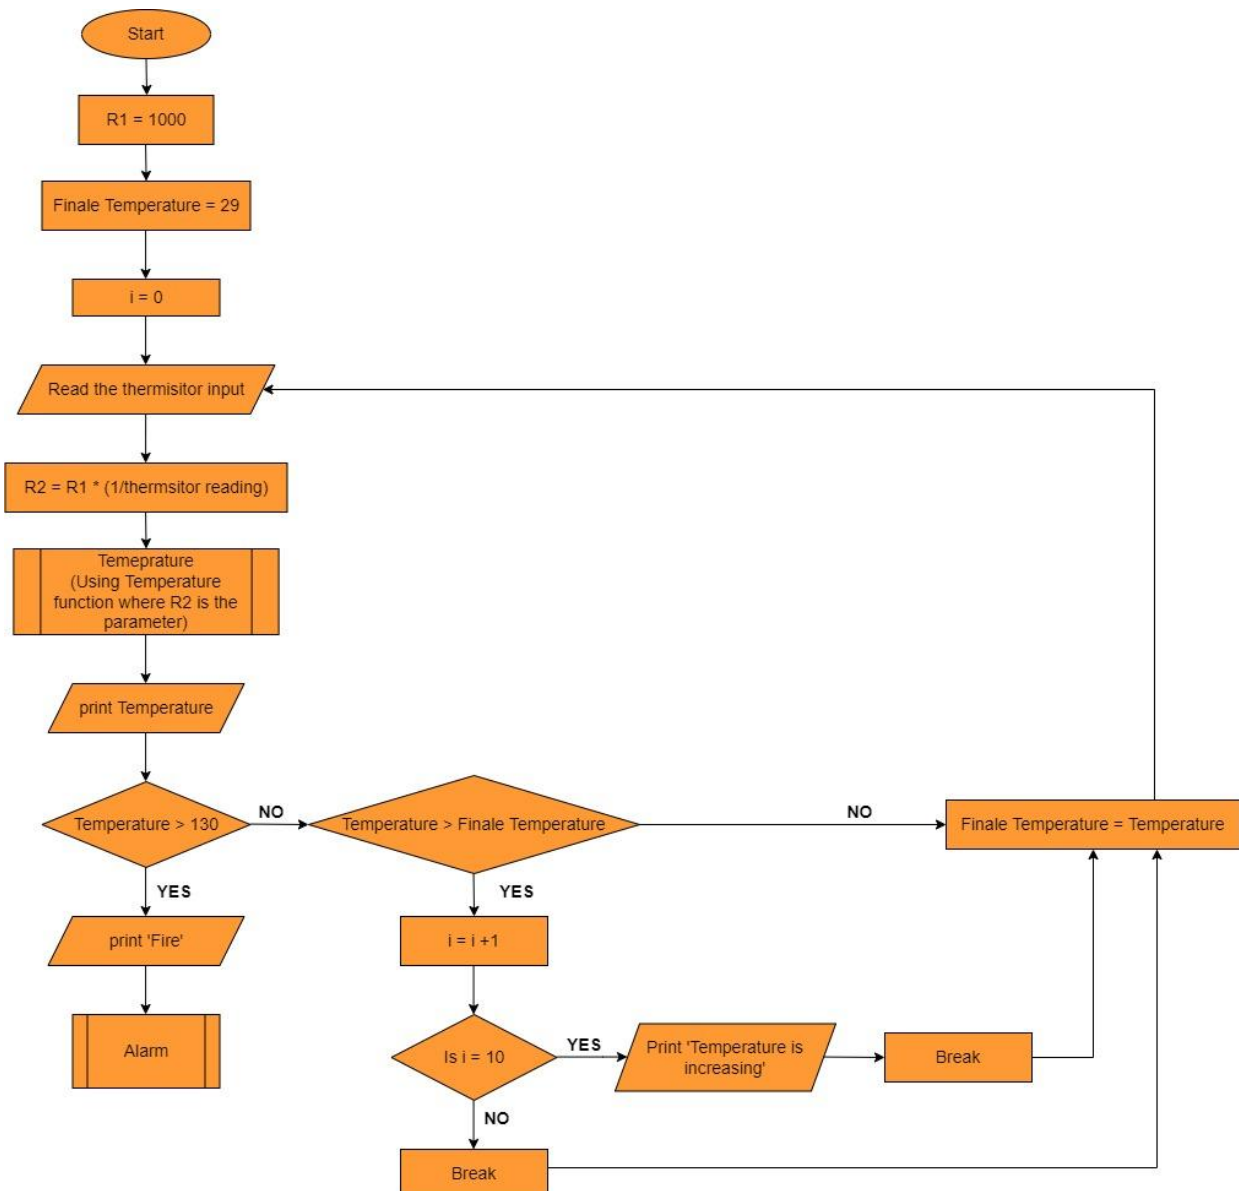 Start
R1 = 1000
Finale Temperature = 29
i = 0
Read the thermisitor input
R2 = R1 * (1/thermsitor reading)
Temeprature
(Using Temperature
function where R2 is the
parameter)
print Temperature
Temperature > 130
NO
Temperature > Finale Temperature
NO
Finale Temperature = Temperature
YES
YES
print 'Fire'
i = i +1
Alarm
Is i = 10
YES
Print 'Temperature is
increasing'
Break
NO
Break